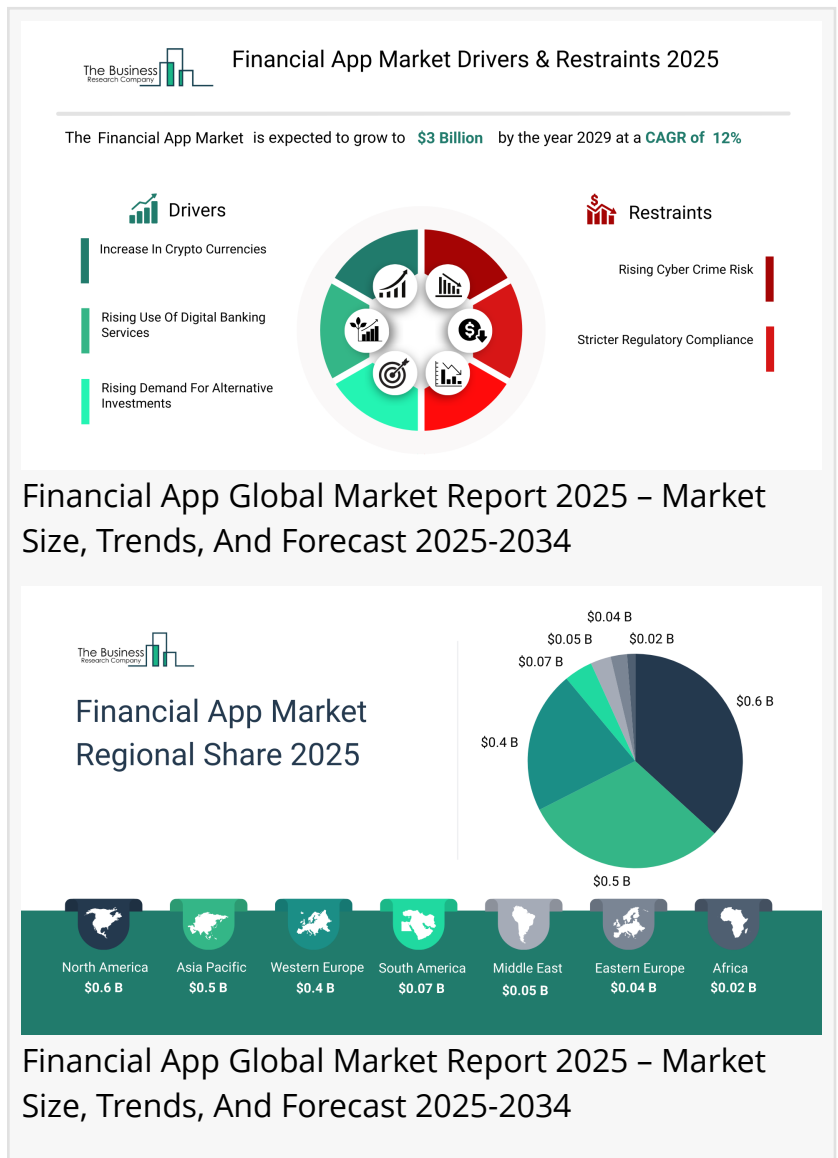 The Business
Research Company
Financial App Market Drivers & Restraints 2025
The Financial App Market is expected to grow to $3 Billion by the year 2029 at a CAGR of 12%
Drivers
Increase In Crypto Currencies
Rising Use Of Digital Banking
Services
Rising Demand For Alternative
Investments
$
Restraints
Rising Cyber Crime Risk
Stricter Regulatory Compliance
$
Financial App Global Market Report 2025 – Market
Size, Trends, And Forecast 2025-2034
The Business
Research Company
Financial App Market
Regional Share 2025
$0.04 B
$0.05 B
$0.02 B
$0.07 B
$0.6 B
$0.4 B
$0.5 B
North America
$0.6 B
Asia Pacific
$0.5 B
Western Europe
$0.4 B
South America
$0.07 B
Middle East
$0.05 B
Eastern Europe
$0.04 B
Africa
$0.02 B
Financial App Global Market Report 2025 – Market
Size, Trends, And Forecast 2025-2034